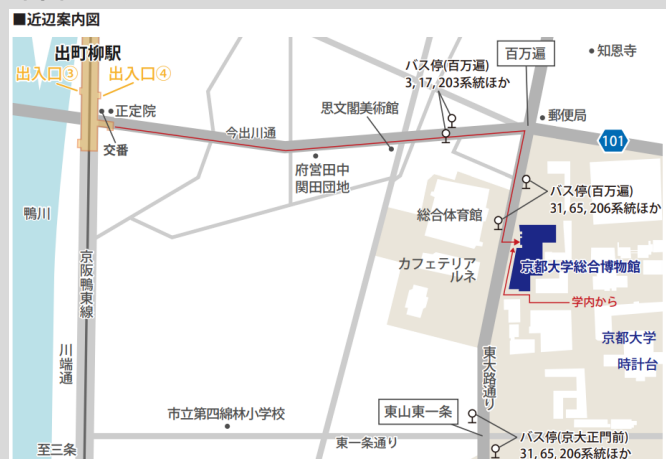 ■近辺案内図
出町柳駅
出入口③
出入口④
正定院
交番
今出川通
思文閣美術館
バス停(百万遍)
3, 17, 203系統ほか
百万遍
知恩寺
郵便局
101
府営田中
関田団地
バス停(百万遍)
31, 65, 206系統ほか
総合体育館
カフェテリア
ルネ
京都大学総合博物館
学内から
京都大学
時計台
鴨川
京阪鴨東線
川端通
東大路通り
市立第四錦林小学校
東山東一条
東一条通り
バス停(京大正門前)
31, 65, 206系統ほか
至三条